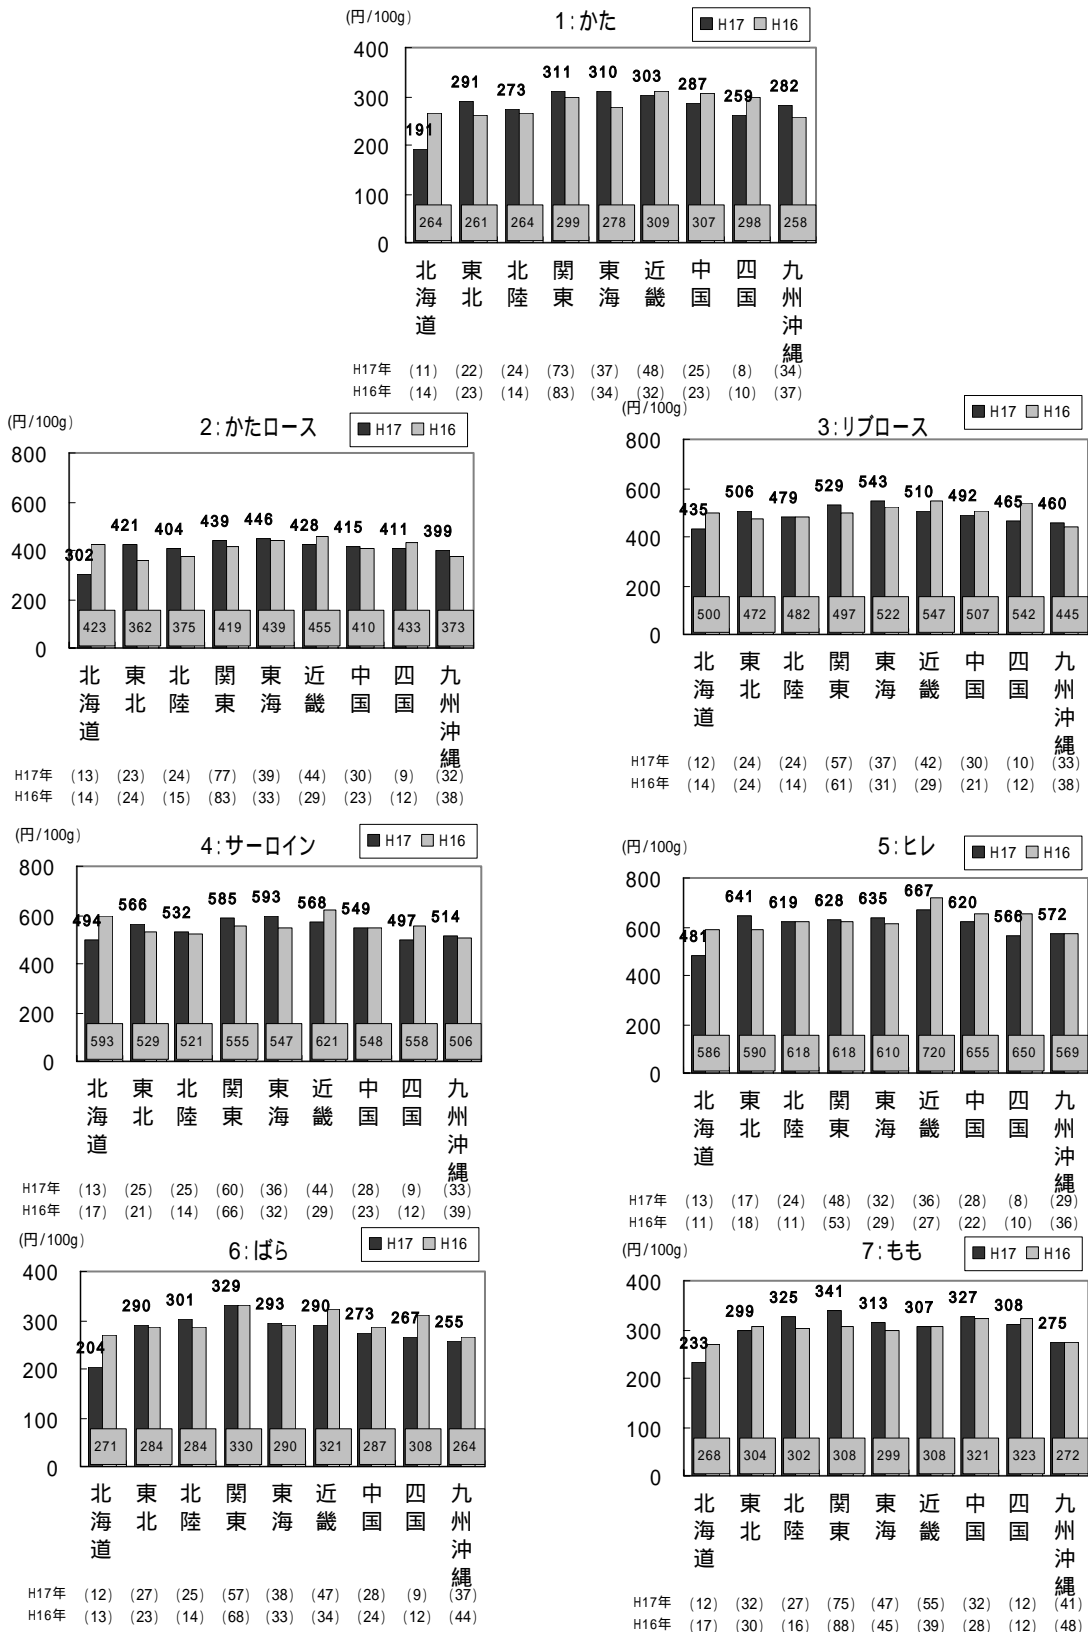 (円/100g)
1:かた
H17 H16
400
300
200
100
0
191 291 273 311 310 303 287 259 282
264 261 264 299 278 309 307 298 258
北海道 東北 北陸 関東 東海 近畿 中国 四国 九州沖縄
H17年 (11) (22) (24) (73) (37) (48) (25) (8) (34)
H16年 (14) (23) (14) (83) (34) (32) (23) (10) (37)
(円/100g)
2:かたロース
H17 H16
800
600
400
200
0
302 421 404 439 446 428 415 411 399
423 362 375 419 439 455 410 433 373
北海道 東北 北陸 関東 東海 近畿 中国 四国 九州沖縄
H17年 (13) (23) (24) (77) (39) (44) (30) (9) (32)
H16年 (14) (24) (15) (83) (33) (29) (23) (12) (38)
(円/100g)
3:リブロース
H17 H16
800
600
400
200
0
435 506 479 529 543 510 492 465 460
500 472 482 497 522 547 507 542 445
北海道 東北 北陸 関東 東海 近畿 中国 四国 九州沖縄
H17年 (12) (24) (24) (57) (37) (42) (30) (10) (33)
H16年 (14) (24) (14) (61) (31) (29) (21) (12) (38)
(円/100g)
4:サーロイン
H17 H16
800
600
400
200
0
494 566 532 585 593 568 549 497 514
593 529 521 555 547 621 548 558 506
北海道 東北 北陸 関東 東海 近畿 中国 四国 九州沖縄
H17年 (13) (25) (25) (60) (36) (44) (28) (9) (33)
H16年 (17) (21) (14) (66) (32) (29) (23) (12) (39)
(円/100g)
5:ヒレ
H17 H16
800
600
400
200
0
481 641 619 628 635 667 620 566 572
586 590 618 618 610 720 655 650 569
北海道 東北 北陸 関東 東海 近畿 中国 四国 九州沖縄
H17年 (13) (17) (24) (48) (32) (36) (28) (8) (29)
H16年 (11) (18) (11) (53) (29) (27) (22) (10) (36)
(円/100g)
6:ばら
H17 H16
400
300
200
100
0
204 290 301 329 293 290 273 267 255
271 284 284 330 290 321 287 308 264
北海道 東北 北陸 関東 東海 近畿 中国 四国 九州沖縄
H17年 (12) (27) (25) (57) (38) (47) (28) (9) (37)
H16年 (13) (23) (14) (68) (33) (34) (24) (12) (44)
(円/100g)
7:もも
H17 H16
400
300
200
100
0
233 299 325 341 313 307 327 308 275
268 304 302 308 299 308 321 323 272
北海道 東北 北陸 関東 東海 近畿 中国 四国 九州沖縄
H17年 (12) (32) (27) (75) (47) (55) (32) (12) (41)
H16年 (17) (30) (16) (88) (45) (39) (28) (12) (48)